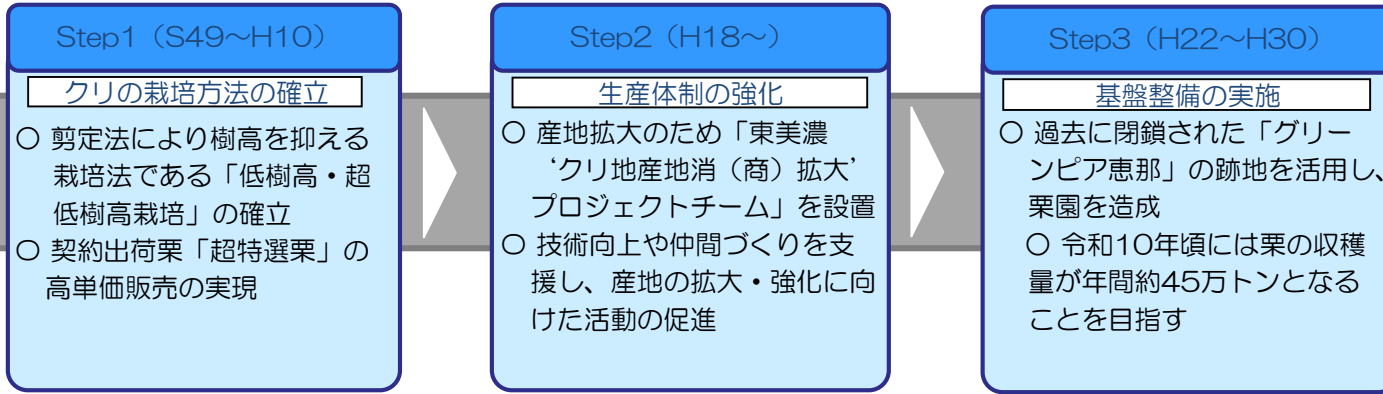 Step1（S49～H10）
クリの栽培方法の確立
○ 剪定法により樹高を抑える
栽培法である「低樹高・超
低樹高栽培」の確立
○ 契約出荷栗「超特選栗」の
高単価販売の実現
Step2（H18～）
生産体制の強化
○ 産地拡大のため「東美濃
‘クリ地産地消（商）拡大’
プロジェクトチーム」を設置
○ 技術向上や仲間づくりを支
援し、産地の拡大・強化に向
けた活動の促進
Step3（H22～H30）
基盤整備の実施
○ 過去に閉鎖された「グリー
ンピア恵那」の跡地を活用し、
栗園を造成
○ 令和10年頃には栗の収穫
量が年間約45万トンとなる
ことを目指す